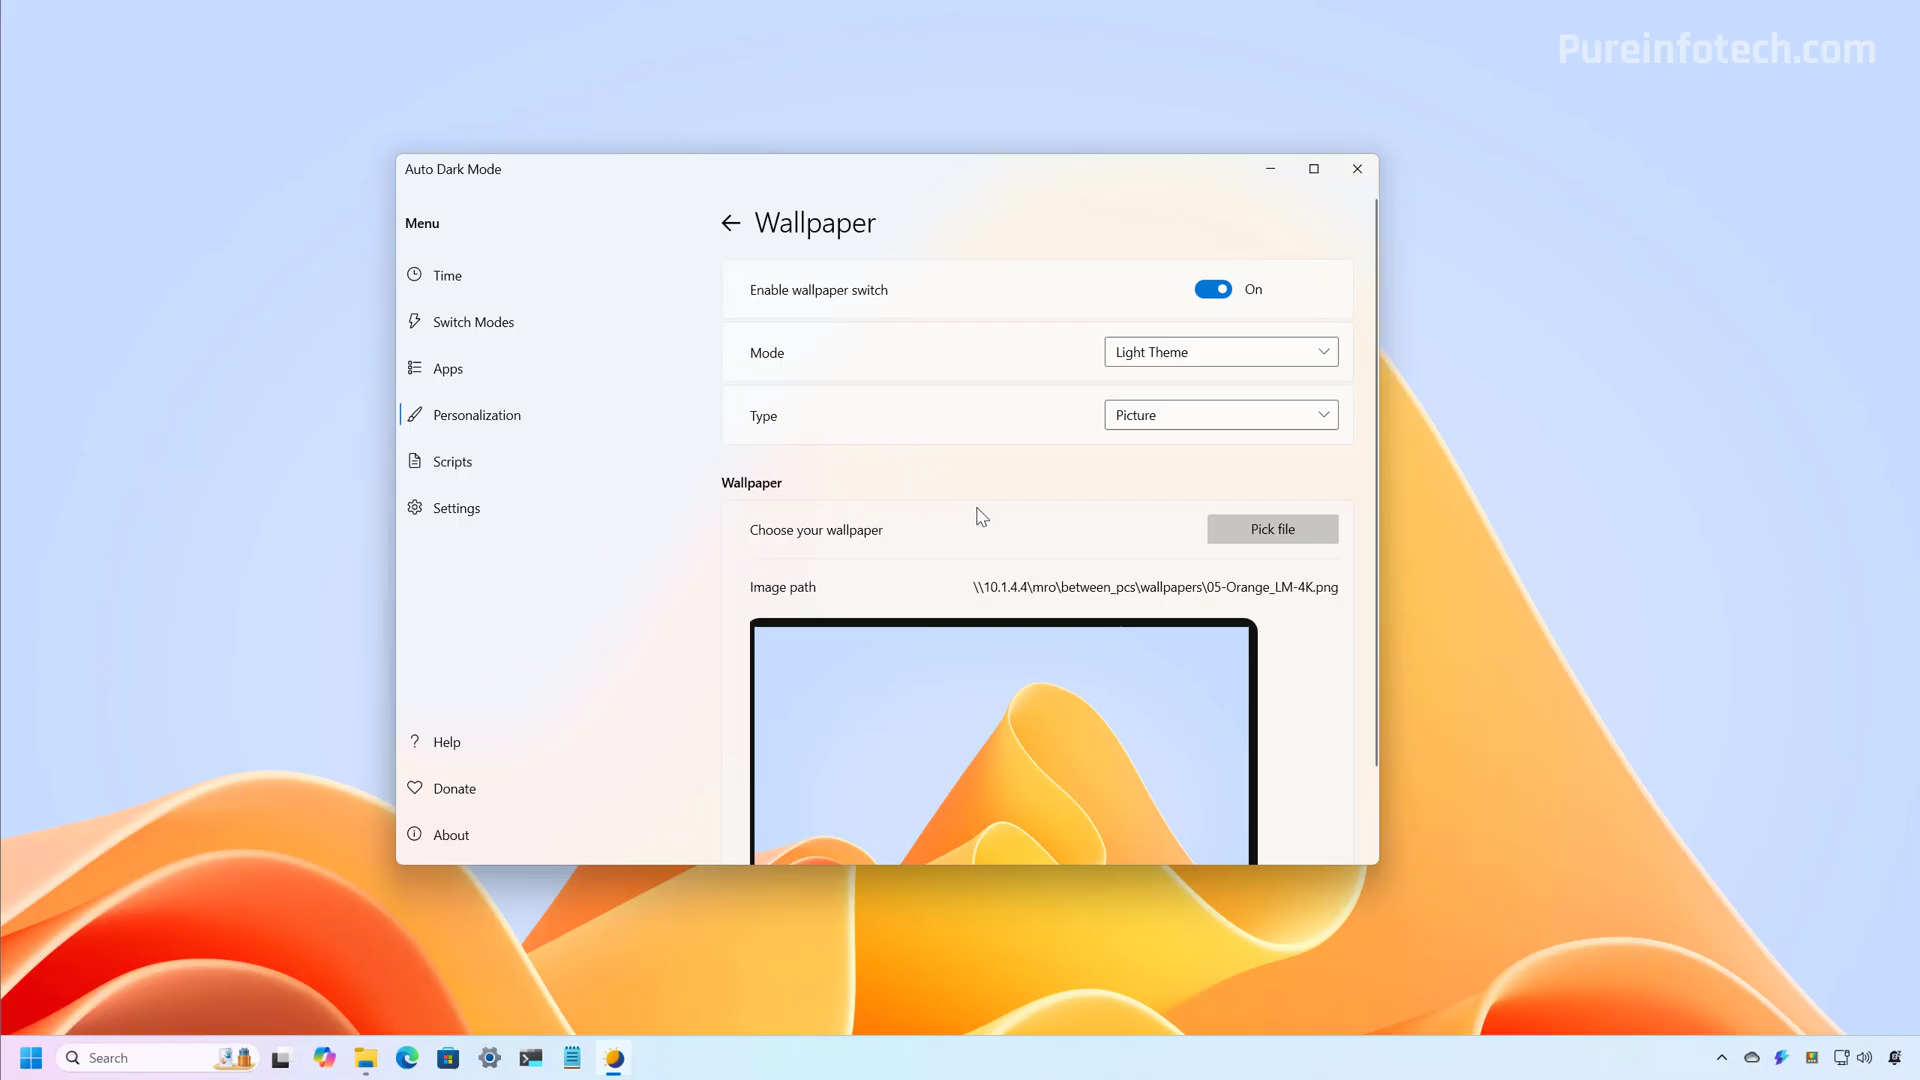 Pureinfotech.com
Auto Dark Mode
Menu
Time
Switch Modes
Apps
Personalization
Scripts
Settings
Help
Donate
About
Wallpaper
Enable wallpaper switch
On
Mode
Light Theme
Type
Picture
Wallpaper
Choose your wallpaper
Pick file
Image path
\\10.1.4.4\mro\between_pcs\wallpapers\05-Orange_LM-4K.png
Search